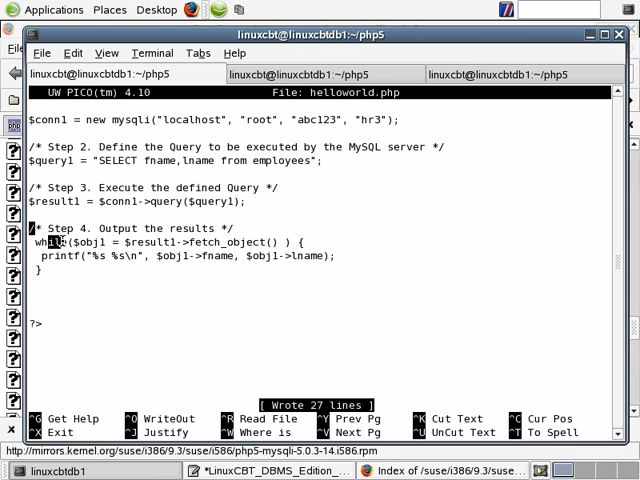 Applications Places Desktop
linuxcbt@linuxcbtdb1:~/php5
File Edit View Terminal Tabs Help
linuxcbt@linuxcbtdb1:~/php5 linuxcbt@linuxcbtdb1:~/php5 linuxcbt@linuxcbtdb1:~/php5
UW PICO(tm) 4.10 File: helloworld.php
$conn1 = new mysqli("localhost", "root", "abc123", "hr3");
/* Step 2. Define the Query to be executed by the MySQL server */
$query1 = "SELECT fname,lname from employees";
/* Step 3. Execute the defined Query */
$result1 = $conn1->query($query1);
/* Step 4. Output the results */
while($obj1 = $result1->fetch_object() ) {
printf("%s %s\n", $obj1->fname, $obj1->lname);
}
?>
[ Wrote 27 lines ]
^G Get Help ^O WriteOut ^R Read File ^Y Prev Pg ^K Cut Text ^C Cur Pos
^X Exit ^J Justify ^W Where is ^V Next Pg ^U UnCut Text ^T To Spell
http://mirrors.kernel.org/suse/i386/9.3/suse/i586/php5-mysqli-5.0.3-14.i586.rpm
linuxcbtdb1 *LinuxCBT_DBMS_Edition_... Index of /suse/i386/9.3/suse...